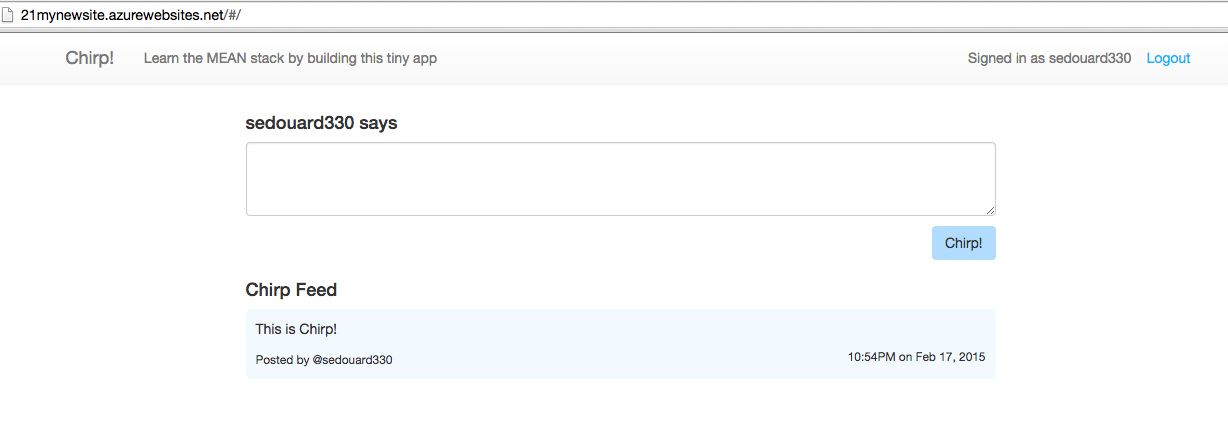 21mynewsite.azurewebsites.net/#/
Chirp! Learn the MEAN stack by building this tiny app Signed in as sedouard330 Logout
sedouard330 says
Chirp!
Chirp Feed
This is Chirp!
Posted by @sedouard330 10:54PM on Feb 17, 2015